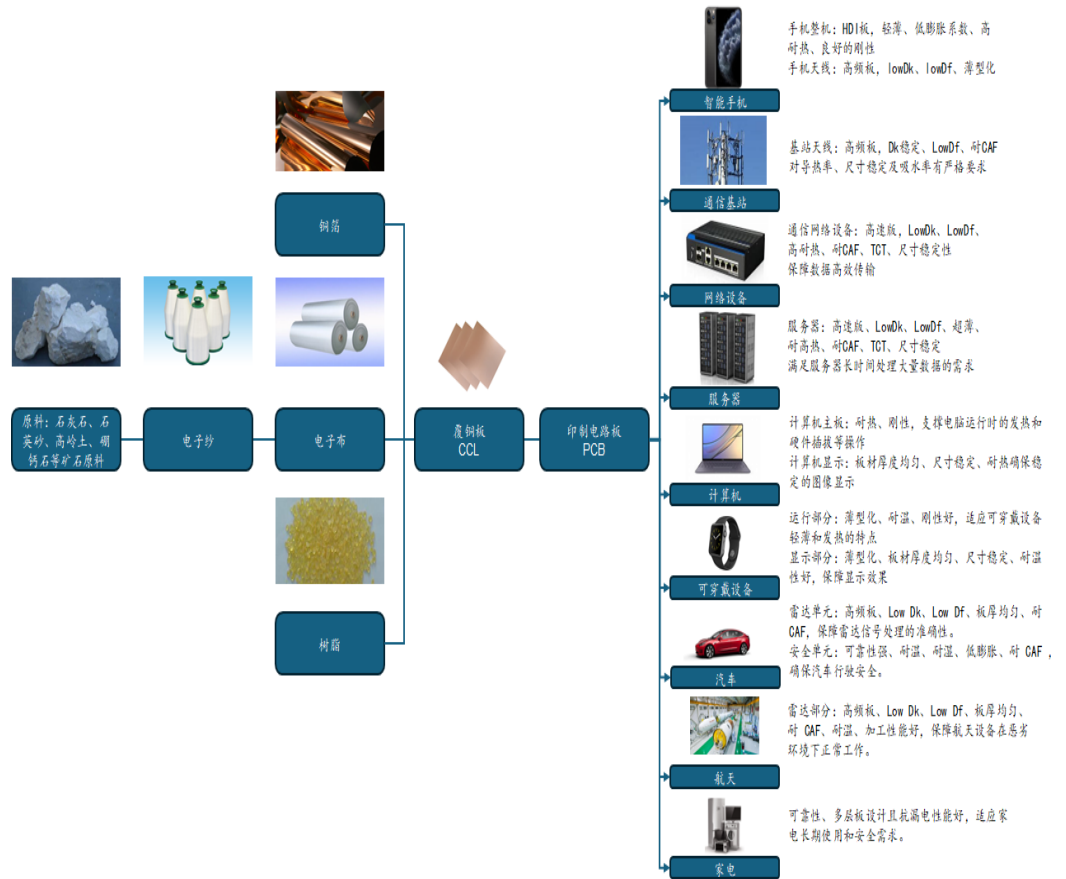 手机整机：HDI板，轻薄、低膨胀系数、高
耐热、良好的刚性
手机天线：高频板，lowDk、lowDf、薄型化
智能手机
基站天线：高频板，Dk稳定、LowDf、耐CAF
对导热率、尺寸稳定及吸水率有严格要求
通信基站
铜箔
通信网络设备：高速版，LowDk、LowDf、
高耐热、耐CAF、TCT、尺寸稳定性
保障数据高效传输
网络设备
服务器：高速版、LowDk、LowDf、超薄、
耐高热、耐CAF、TCT、尺寸稳定
满足服务器长时间处理大量数据的需求
服务器
原料：石灰石、石
英砂、高岭土、硼
钙石等矿石原料
电子纱
电子布
覆铜板
CCL
印制电路板
PCB
计算机主板：耐热、刚性，支撑电脑运行时的发热和
硬件插拔等操作
计算机显示：板材厚度均匀、尺寸稳定、耐热确保稳
定的图像显示
计算机
运行部分：薄型化、耐温、刚性好，适应可穿戴设备
轻薄和发热的特点
显示部分：薄型化、板材厚度均匀、尺寸稳定、耐温
性好，保障显示效果
可穿戴设备
树脂
雷达单元：高频板、Low Dk、Low Df、板厚均匀、耐
CAF，保障雷达信号处理的准确性。
安全单元：可靠性强、耐温、耐湿、低膨胀、耐 CAF ，
确保汽车行驶安全。
汽车
雷达部分：高频板、Low Dk、Low Df、板厚均匀、
耐 CAF、耐温、加工性能好，保障航天设备在恶劣
环境下正常工作。
航天
可靠性、多层板设计且抗漏电性能好，适应家
电长期使用和安全需求。
家电